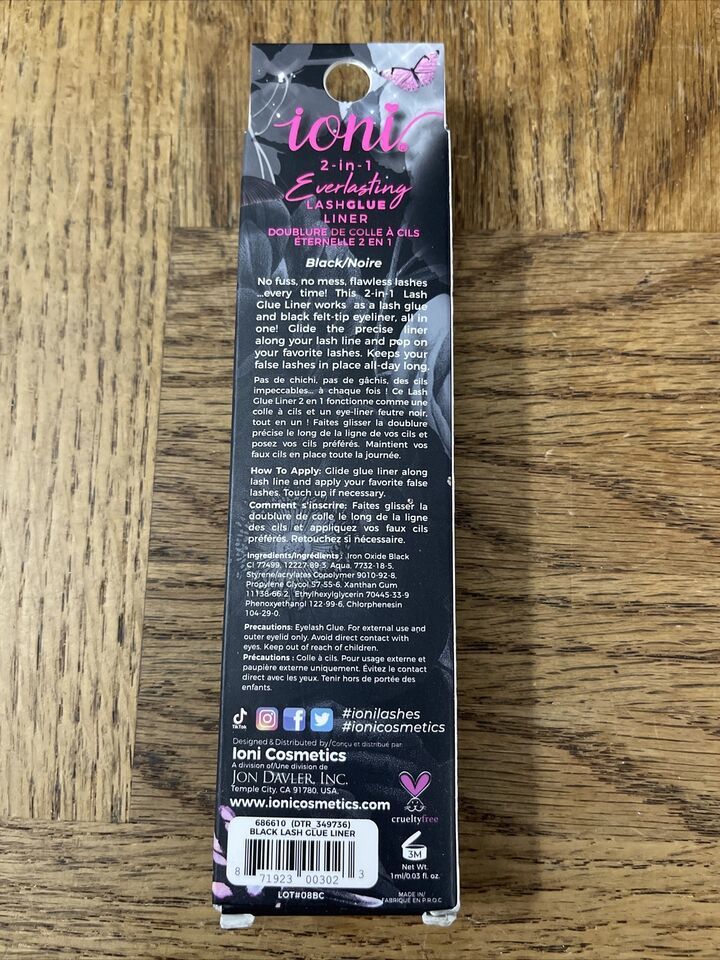 ioni®
2-in-1
Everlasting
LASHGLUE
LINER
DOUBLURE DE COLLE À CILS
ÉTERNELLE 2 EN 1
Black/Noire
No fuss, no mess, flawless lashes
...every time! This 2-in-1 Lash
Glue Liner works as a lash glue
and black felt-tip eyeliner, all in
one! Glide the precise liner
along your lash line and pop on
your favorite lashes. Keeps your
false lashes in place all-day long.
Pas de chichi, pas de gâchis, des cils
impeccables... à chaque fois ! Ce Lash
Glue Liner 2 en 1 fonctionne comme une
colle à cils et un eye-liner feutre noir,
tout en un ! Faites glisser la doublure
précise le long de la ligne de vos cils et
posez vos cils préférés. Maintient vos
faux cils en place toute la journée.
How To Apply: Glide glue liner along
lash line and apply your favorite false
lashes. Touch up if necessary.
Comment s'inscrire: Faites glisser la
doublure de colle le long de la ligne
des cils et appliquez vos faux cils
préférés. Retouchez si nécessaire.
Ingredients/Ingrédients : Iron Oxide Black
CI 77499, 12227-89-3, Aqua, 7732-18-5,
Styrene/acrylates Copolymer 9010-92-8,
Propylene Glycol 57-55-6, Xanthan Gum
11138-66-2, Ethylhexylglycerin 70445-33-9
Phenoxyethanol 122-99-6, Chlorphenesin
104-29-0.
Precautions: Eyelash Glue. For external use and
outer eyelid only. Avoid direct contact with
eyes. Keep out of reach of children.
Précautions : Colle à cils. Pour usage externe et
paupière externe uniquement. Évitez le contact
direct avec les yeux. Tenir hors de portée des
enfants.
TikTok
#ionilashes
#ionicosmetics
Designed & Distributed by/Conçu et distribué par:
Ioni Cosmetics
A division of/Une division de
JON DAVLER, INC.
Temple City, CA 91780, USA.
www.ionicosmetics.com
crueltyfree
686610 (DTR_349736)
BLACK LASH GLUE LINER
8 71923 00302 3
LOT#08BC
3M
Net Wt.
1ml/0.03 fl. oz.
MADE IN/
FABRIQUE EN P.R.O.C